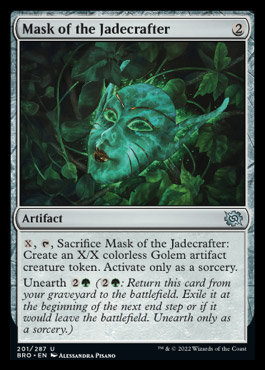 Mask of the Jadecrafter 2
Artifact
X, T, Sacrifice Mask of the Jadecrafter:
Create an X/X colorless Golem artifact
creature token. Activate only as a sorcery.
Unearth 2G (2G: Return this card from
your graveyard to the battlefield. Exile it at
the beginning of the next end step or if it
would leave the battlefield. Unearth only as
a sorcery.)
201/287 U
BRO • EN Alessandra Pisano
™ & © 2022 Wizards of the Coast